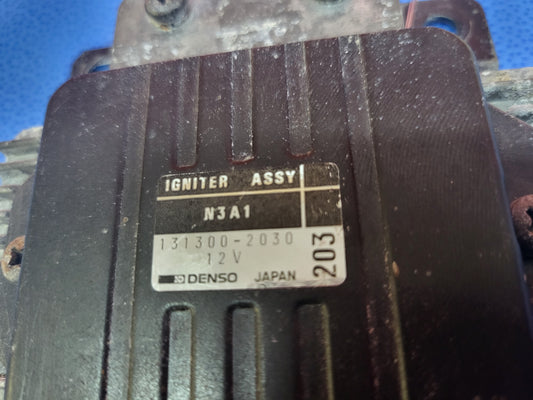 IGNITER ASSY
N3A1
131300-2030
12V
DENSO JAPAN
203